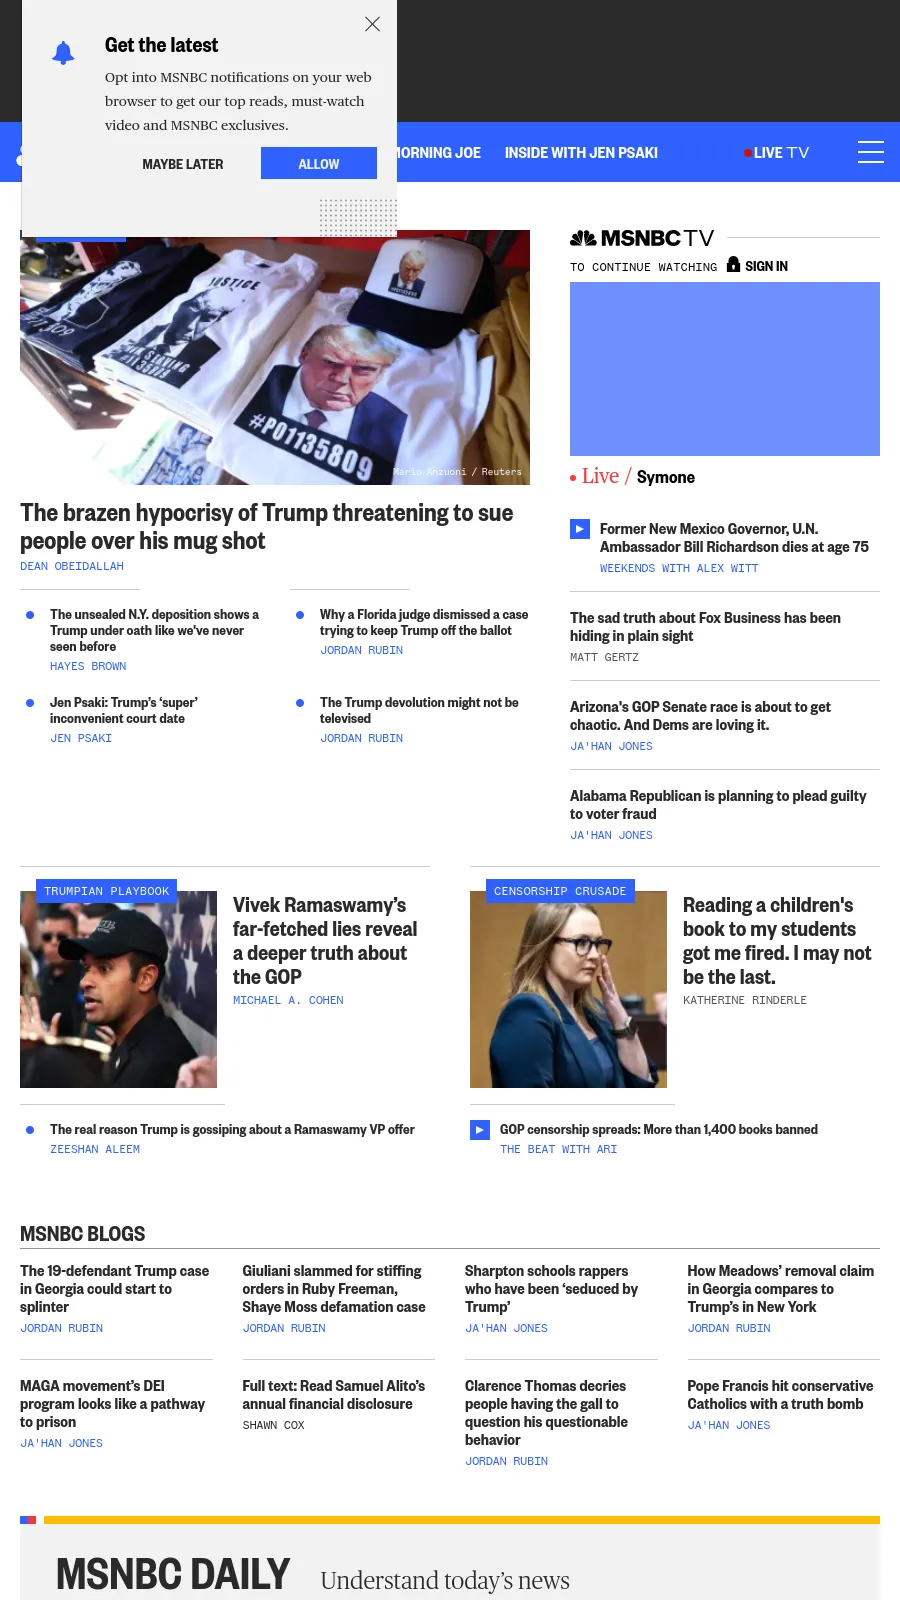 Get the latest
Opt into MSNBC notifications on your web
browser to get our top reads, must-watch
video and MSNBC exclusives.
MAYBE LATER
ALLOW
MORNING JOE
INSIDE WITH JEN PSAKI
LIVE TV
JUSTICE
#P01135809
Mario Anzuoni / Reuters
The brazen hypocrisy of Trump threatening to sue
people over his mug shot
DEAN OBEIDALLAH
The unsealed N.Y. deposition shows a
Trump under oath like we've never
seen before
HAYES BROWN
Why a Florida judge dismissed a case
trying to keep Trump off the ballot
JORDAN RUBIN
Jen Psaki: Trump’s ‘super’
inconvenient court date
JEN PSAKI
The Trump devolution might not be
televised
JORDAN RUBIN
MSNBC TV
TO CONTINUE WATCHING SIGN IN
Live / Symone
Former New Mexico Governor, U.N.
Ambassador Bill Richardson dies at age 75
WEEKENDS WITH ALEX WITT
The sad truth about Fox Business has been
hiding in plain sight
MATT GERTZ
Arizona's GOP Senate race is about to get
chaotic. And Dems are loving it.
JA'HAN JONES
Alabama Republican is planning to plead guilty
to voter fraud
JA'HAN JONES
TRUMPIAN PLAYBOOK
Vivek Ramaswamy’s
far-fetched lies reveal
a deeper truth about
the GOP
MICHAEL A. COHEN
The real reason Trump is gossiping about a Ramaswamy VP offer
ZEESHAN ALEEM
CENSORSHIP CRUSADE
Reading a children's
book to my students
got me fired. I may not
be the last.
KATHERINE RINDERLE
GOP censorship spreads: More than 1,400 books banned
THE BEAT WITH ARI
MSNBC BLOGS
The 19-defendant Trump case
in Georgia could start to
splinter
JORDAN RUBIN
Giuliani slammed for stiffing
orders in Ruby Freeman,
Shaye Moss defamation case
JORDAN RUBIN
Sharpton schools rappers
who have been ‘seduced by
Trump’
JA'HAN JONES
How Meadows’ removal claim
in Georgia compares to
Trump’s in New York
JORDAN RUBIN
MAGA movement’s DEI
program looks like a pathway
to prison
JA'HAN JONES
Full text: Read Samuel Alito’s
annual financial disclosure
SHAWN COX
Clarence Thomas decries
people having the gall to
question his questionable
behavior
JORDAN RUBIN
Pope Francis hit conservative
Catholics with a truth bomb
JA'HAN JONES
MSNBC DAILY
Understand today’s news